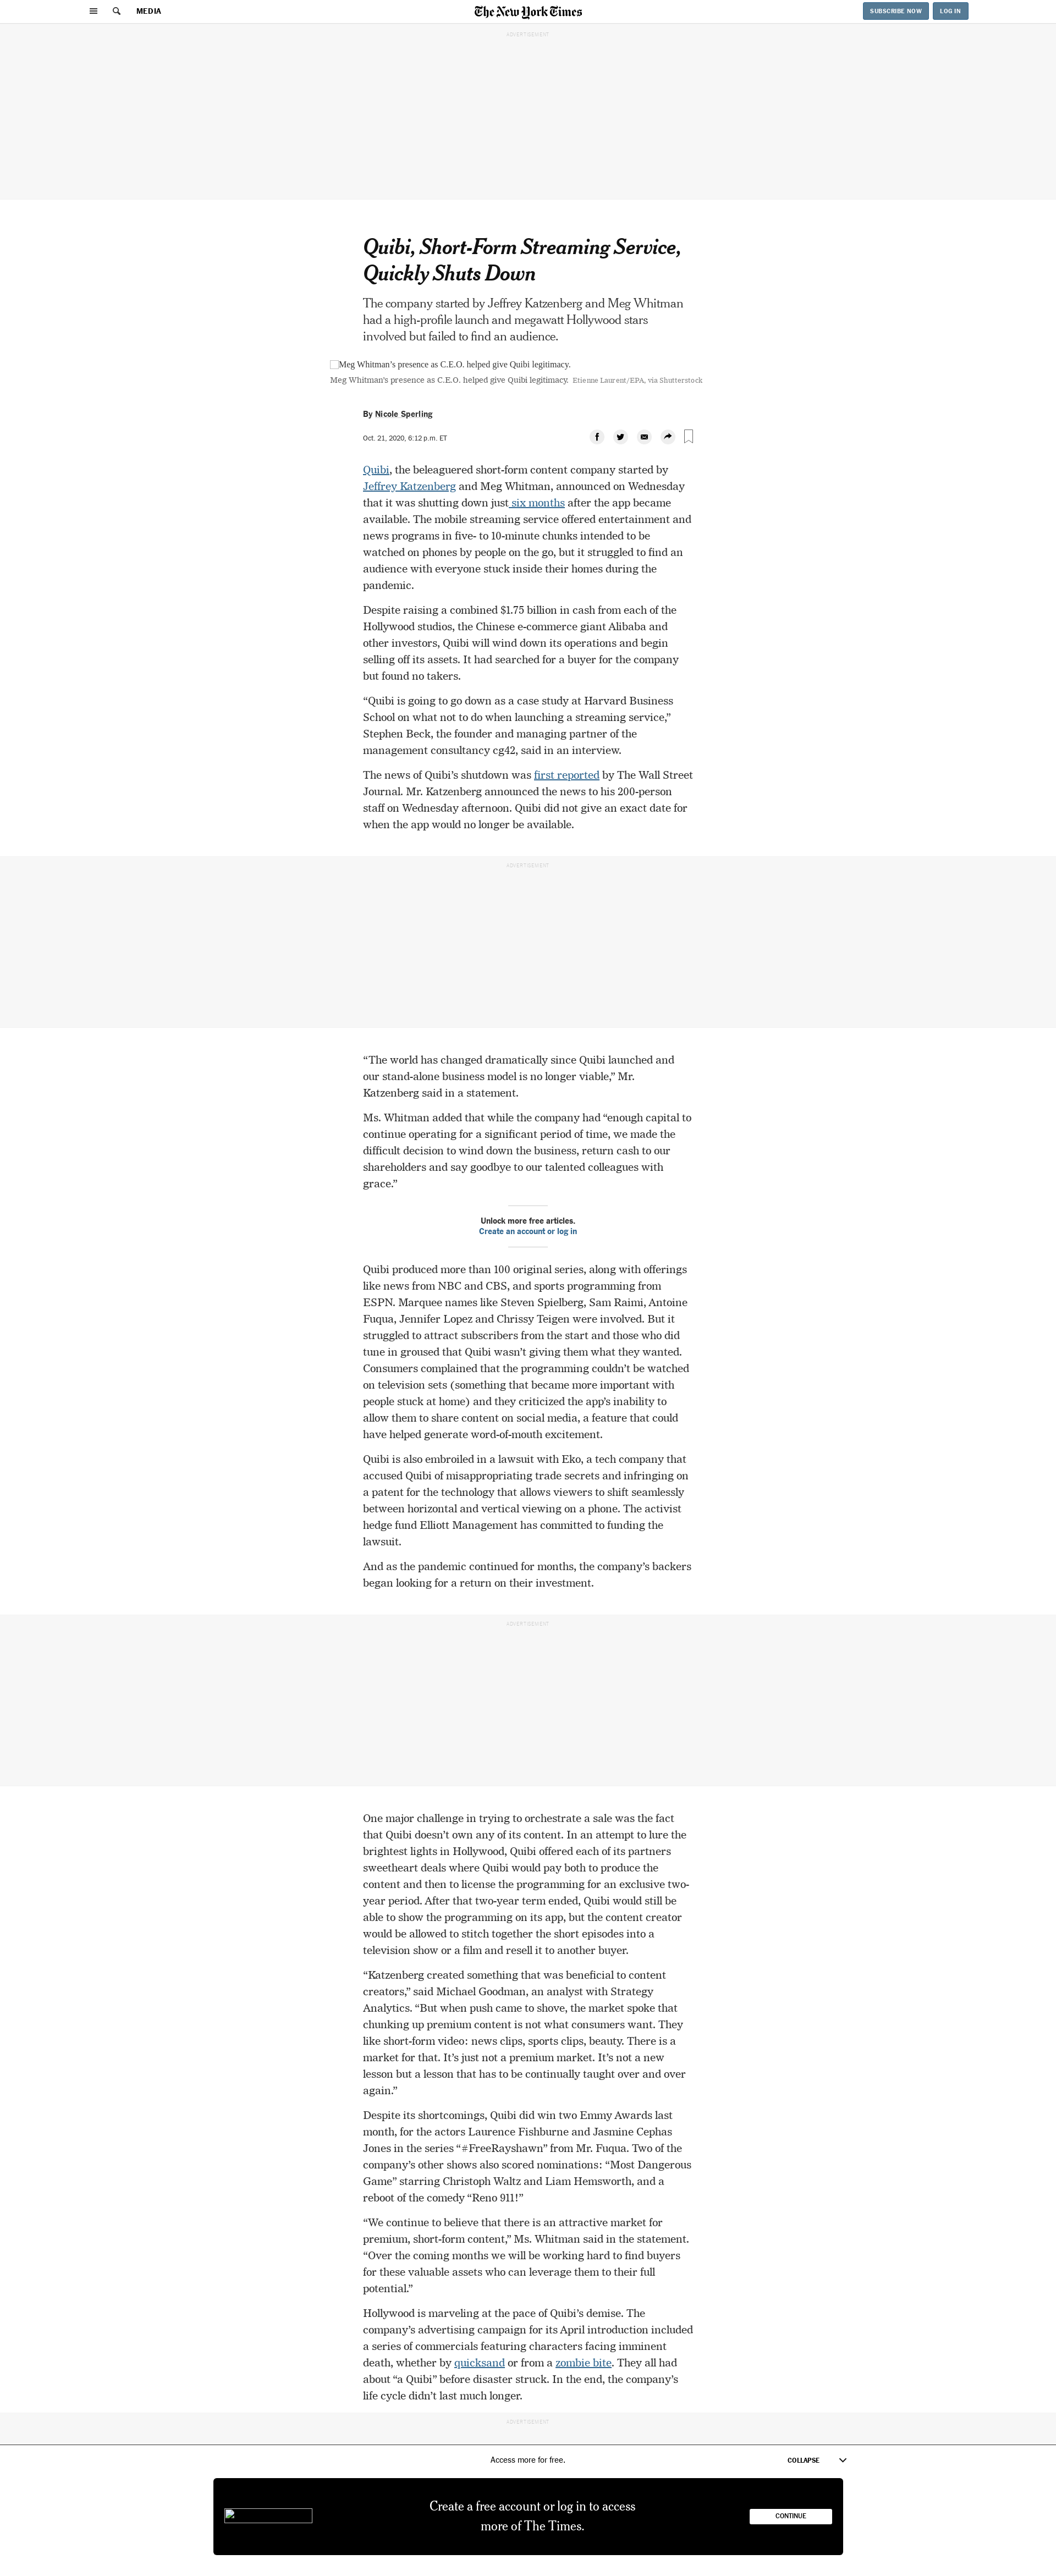 MEDIA
The New York Times
SUBSCRIBE NOW
LOG IN
ADVERTISEMENT
Quibi, Short-Form Streaming Service,
Quickly Shuts Down
The company started by Jeffrey Katzenberg and Meg Whitman
had a high-profile launch and megawatt Hollywood stars
involved but failed to find an audience.
Meg Whitman’s presence as C.E.O. helped give Quibi legitimacy.
Meg Whitman’s presence as C.E.O. helped give Quibi legitimacy. Etienne Laurent/EPA, via Shutterstock
By Nicole Sperling
Oct. 21, 2020, 6:12 p.m. ET
Quibi, the beleaguered short-form content company started by
Jeffrey Katzenberg and Meg Whitman, announced on Wednesday
that it was shutting down just six months after the app became
available. The mobile streaming service offered entertainment and
news programs in five- to 10-minute chunks intended to be
watched on phones by people on the go, but it struggled to find an
audience with everyone stuck inside their homes during the
pandemic.
Despite raising a combined $1.75 billion in cash from each of the
Hollywood studios, the Chinese e-commerce giant Alibaba and
other investors, Quibi will wind down its operations and begin
selling off its assets. It had searched for a buyer for the company
but found no takers.
“Quibi is going to go down as a case study at Harvard Business
School on what not to do when launching a streaming service,”
Stephen Beck, the founder and managing partner of the
management consultancy cg42, said in an interview.
The news of Quibi’s shutdown was first reported by The Wall Street
Journal. Mr. Katzenberg announced the news to his 200-person
staff on Wednesday afternoon. Quibi did not give an exact date for
when the app would no longer be available.
ADVERTISEMENT
“The world has changed dramatically since Quibi launched and
our stand-alone business model is no longer viable,” Mr.
Katzenberg said in a statement.
Ms. Whitman added that while the company had “enough capital to
continue operating for a significant period of time, we made the
difficult decision to wind down the business, return cash to our
shareholders and say goodbye to our talented colleagues with
grace.”
Unlock more free articles.
Create an account or log in
Quibi produced more than 100 original series, along with offerings
like news from NBC and CBS, and sports programming from
ESPN. Marquee names like Steven Spielberg, Sam Raimi, Antoine
Fuqua, Jennifer Lopez and Chrissy Teigen were involved. But it
struggled to attract subscribers from the start and those who did
tune in groused that Quibi wasn’t giving them what they wanted.
Consumers complained that the programming couldn’t be watched
on television sets (something that became more important with
people stuck at home) and they criticized the app’s inability to
allow them to share content on social media, a feature that could
have helped generate word-of-mouth excitement.
Quibi is also embroiled in a lawsuit with Eko, a tech company that
accused Quibi of misappropriating trade secrets and infringing on
a patent for the technology that allows viewers to shift seamlessly
between horizontal and vertical viewing on a phone. The activist
hedge fund Elliott Management has committed to funding the
lawsuit.
And as the pandemic continued for months, the company’s backers
began looking for a return on their investment.
ADVERTISEMENT
One major challenge in trying to orchestrate a sale was the fact
that Quibi doesn’t own any of its content. In an attempt to lure the
brightest lights in Hollywood, Quibi offered each of its partners
sweetheart deals where Quibi would pay both to produce the
content and then to license the programming for an exclusive two-
year period. After that two-year term ended, Quibi would still be
able to show the programming on its app, but the content creator
would be allowed to stitch together the short episodes into a
television show or a film and resell it to another buyer.
“Katzenberg created something that was beneficial to content
creators,” said Michael Goodman, an analyst with Strategy
Analytics. “But when push came to shove, the market spoke that
chunking up premium content is not what consumers want. They
like short-form video: news clips, sports clips, beauty. There is a
market for that. It’s just not a premium market. It’s not a new
lesson but a lesson that has to be continually taught over and over
again.”
Despite its shortcomings, Quibi did win two Emmy Awards last
month, for the actors Laurence Fishburne and Jasmine Cephas
Jones in the series “#FreeRayshawn” from Mr. Fuqua. Two of the
company’s other shows also scored nominations: “Most Dangerous
Game” starring Christoph Waltz and Liam Hemsworth, and a
reboot of the comedy “Reno 911!”
“We continue to believe that there is an attractive market for
premium, short-form content,” Ms. Whitman said in the statement.
“Over the coming months we will be working hard to find buyers
for these valuable assets who can leverage them to their full
potential.”
Hollywood is marveling at the pace of Quibi’s demise. The
company’s advertising campaign for its April introduction included
a series of commercials featuring characters facing imminent
death, whether by quicksand or from a zombie bite. They all had
about “a Quibi” before disaster struck. In the end, the company’s
life cycle didn’t last much longer.
ADVERTISEMENT
Access more for free.
COLLAPSE
Create a free account or log in to access
more of The Times.
CONTINUE